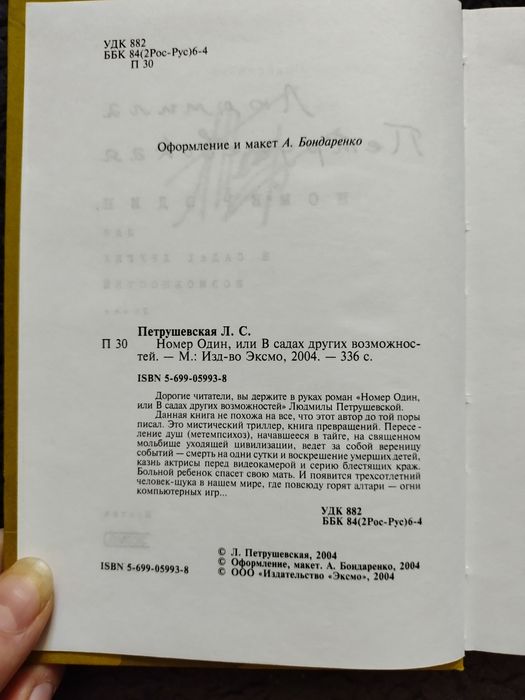 УДК 882
ББК 84(2Рос-Рус)6-4
П 30
Оформление и макет А. Бондаренко
Петрушевская Л. С.
П 30 Номер Один, или В садах других возможнос-
тей. — М.: Изд-во Эксмо, 2004. — 336 с.
ISBN 5-699-05993-8
Дорогие читатели, вы держите в руках роман «Номер Один,
или В садах других возможностей» Людмилы Петрушевской.
Данная книга не похожа на все, что этот автор до той поры
писал. Это мистический триллер, книга превращений. Пересе-
ление душ (метемпсихоз), начавшееся в тайге, на священном
мольбище уходящей цивилизации, ведет за собой вереницу
событий — смерть на одни сутки и воскрешение умерших детей,
казнь актрисы перед видеокамерой и серию блестящих краж.
Больной ребенок спасет свою мать. И появится трехсотлетний
человек-щука в нашем мире, где повсюду горят алтари — огни
компьютерных игр...
УДК 882
ББК 84(2Рос-Рус)6-4
© Л. Петрушевская, 2004
© Оформление, макет. А. Бондаренко, 2004
ISBN 5-699-05993-8 © ООО «Издательство «Эксмо», 2004